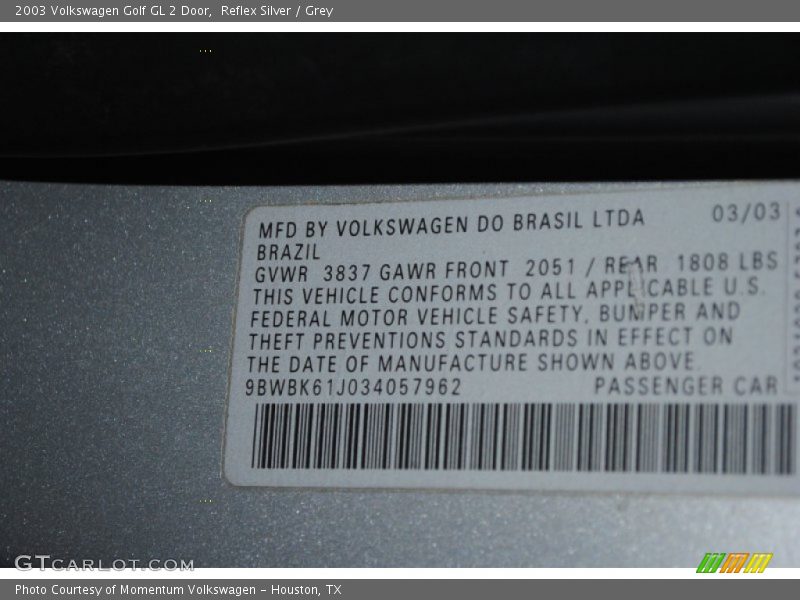 2003 Volkswagen Golf GL 2 Door,  Reflex Silver / Grey
MFD BY VOLKSWAGEN DO BRASIL LTDA 03/03
BRAZIL
GVWR 3837 GAWR FRONT 2051 / REAR 1808 LBS
THIS VEHICLE CONFORMS TO ALL APPLICABLE U.S.
FEDERAL MOTOR VEHICLE SAFETY, BUMPER AND
THEFT PREVENTIONS STANDARDS IN EFFECT ON
THE DATE OF MANUFACTURE SHOWN ABOVE.
9BWBK61J034057962 PASSENGER CAR
GTCARLOT.COM
Photo Courtesy of Momentum Volkswagen - Houston, TX